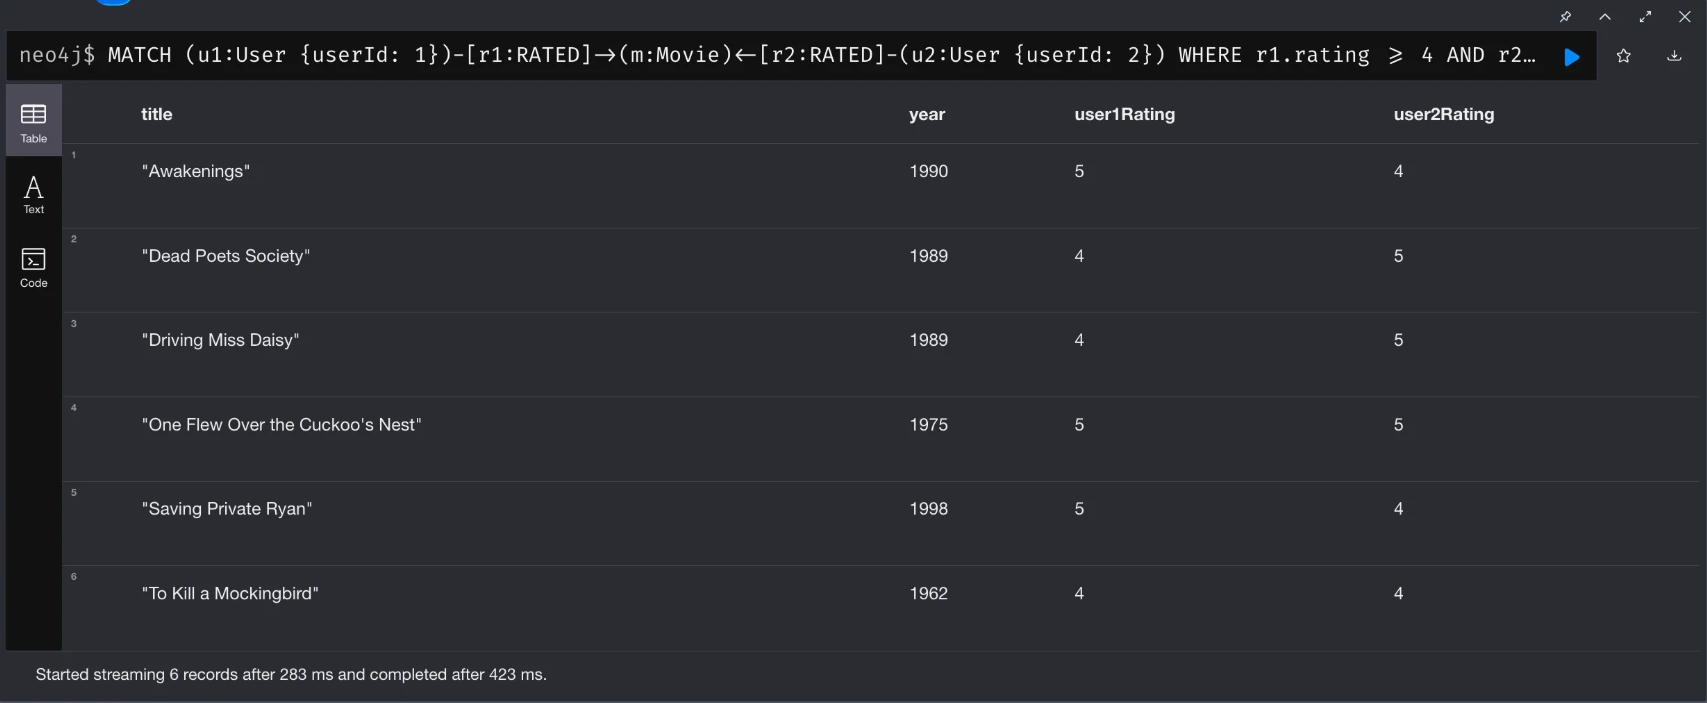 neo4j$ MATCH (u1:User {userId: 1})-[r1:RATED]→(m:Movie)←[r2:RATED]-(u2:User {userId: 2}) WHERE r1.rating ⩾ 4 AND r2…
title year user1Rating user2Rating
Table
1
"Awakenings" 1990 5 4
Text
2
"Dead Poets Society" 1989 4 5
Code
3
"Driving Miss Daisy" 1989 4 5
4
"One Flew Over the Cuckoo's Nest" 1975 5 5
5
"Saving Private Ryan" 1998 5 4
6
"To Kill a Mockingbird" 1962 4 4
Started streaming 6 records after 283 ms and completed after 423 ms.